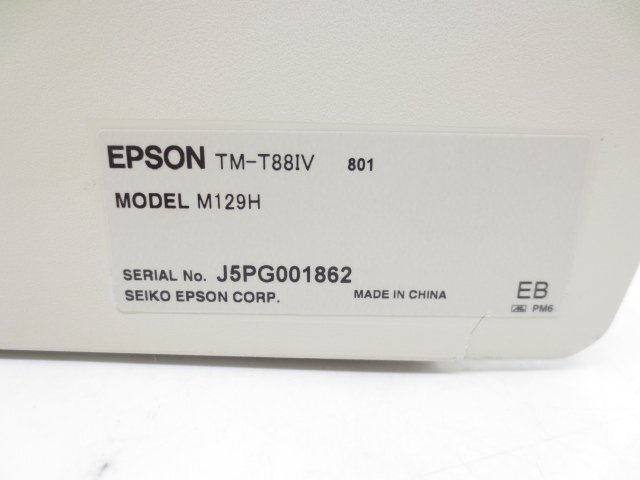 EPSON TM-T88IV 801
MODEL M129H
SERIAL No. J5PG001862
SEIKO EPSON CORP. MADE IN CHINA EB
PM6